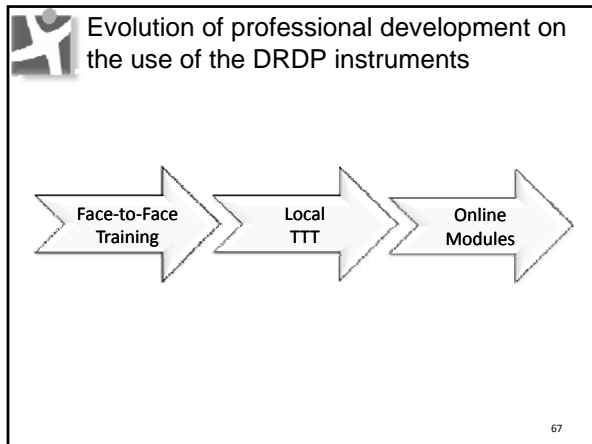 Evolution of professional development on
the use of the DRDP instruments
Face-to-Face
Training
Local
TTT
Online
Modules
67